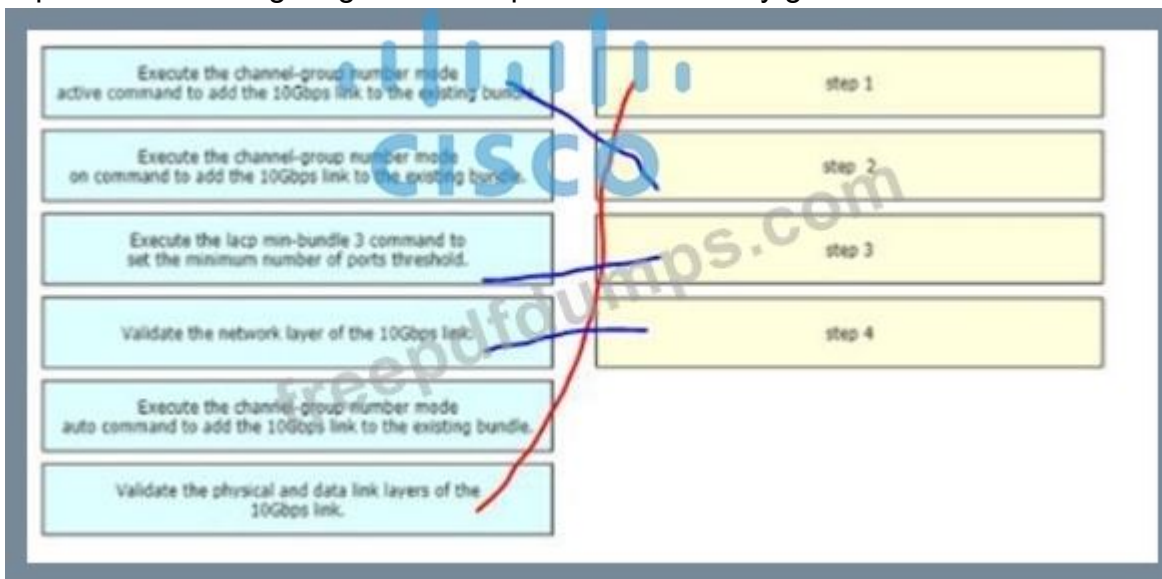 Execute the channel-group number mode
active command to add the 10Gbps link to the existing bundle.
step 1
CISCO
Execute the channel-group number mode
on command to add the 10Gbps link to the existing bundle.
step 2
Execute the lacp min-bundle 3 command to
set the minimum number of ports threshold.
step 3
Validate the network layer of the 10Gbps link.
step 4
freepdfdumps.com
Execute the channel-group number mode
auto command to add the 10Gbps link to the existing bundle.
Validate the physical and data link layers of the
10Gbps link.